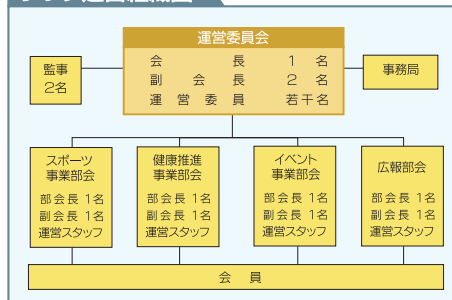 運営委員会
会長 1名
副会長 2名
運営委員 若干名
監事
2名
事務局
スポーツ
事業部会
部会長 1名
副会長 1名
運営スタッフ
健康推進
事業部会
部会長 1名
副会長 1名
運営スタッフ
イベント
事業部会
部会長 1名
副会長 1名
運営スタッフ
広報部会
部会長 1名
副会長 1名
運営スタッフ
会員